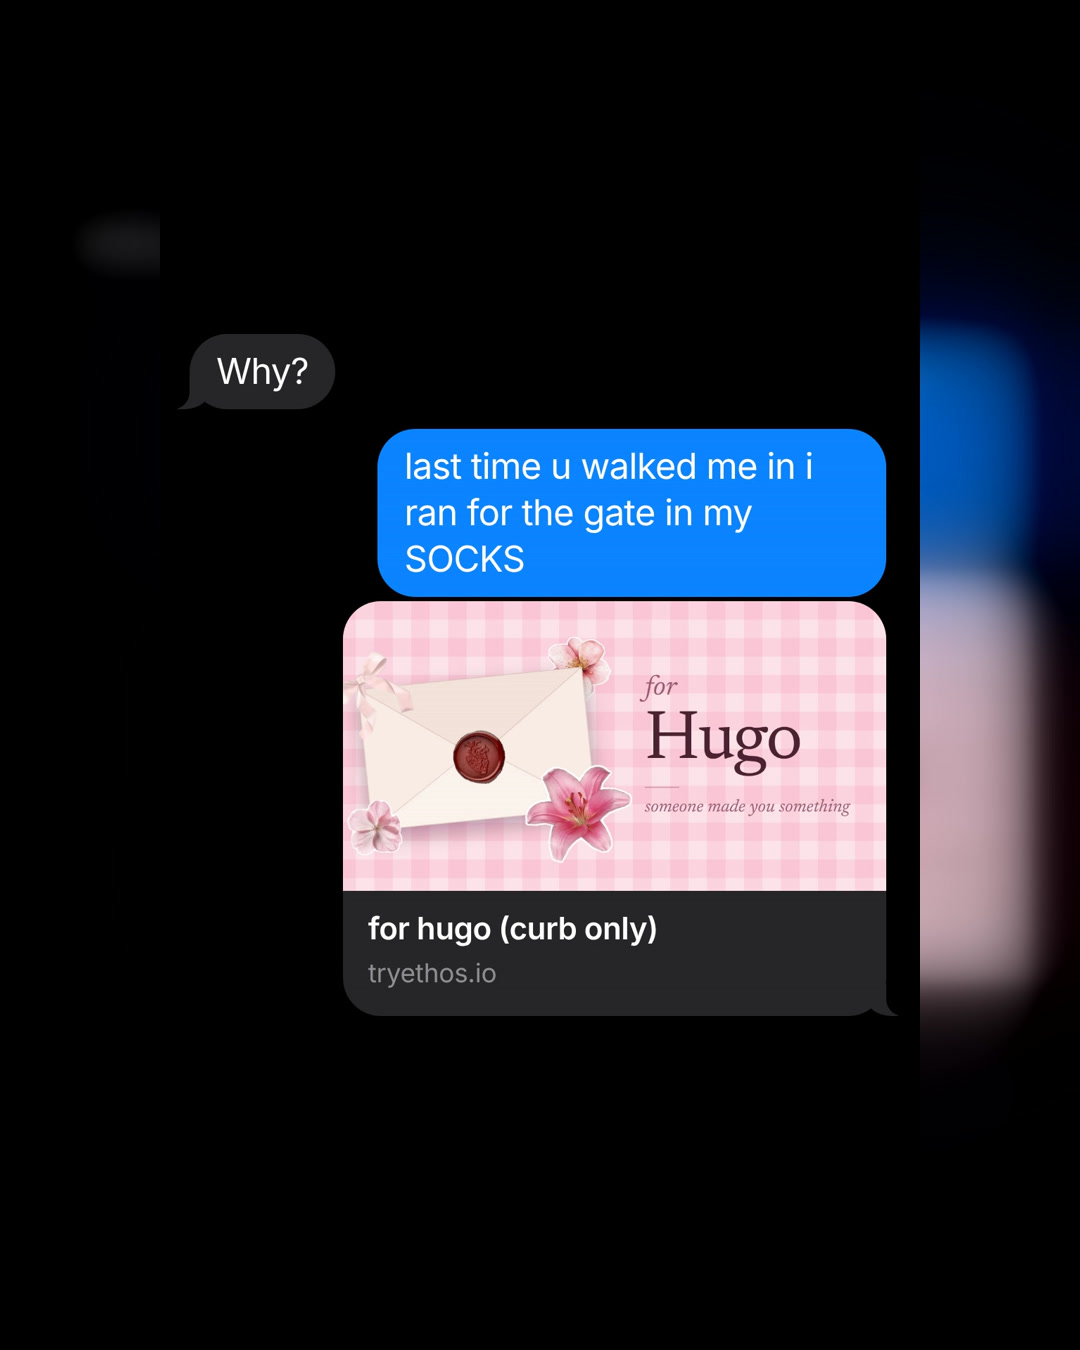 Why?
last time u walked me in i
ran for the gate in my
SOCKS
for
Hugo
someone made you something
for hugo (curb only)
tryethos.io